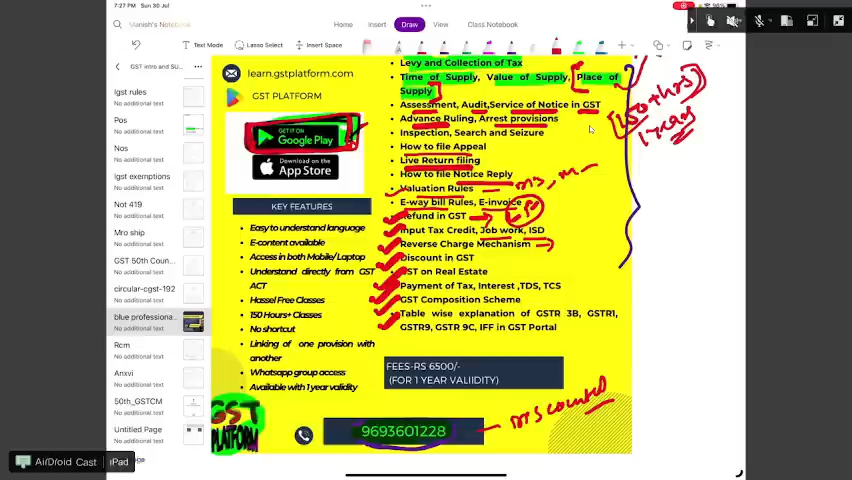 7:27 PM Sun 30 Jul
96%
Manish's Notebook
Home Insert Draw View Class Notebook
Text Mode Lasso Select Insert Space
GST intro and SU...
Igst rules
No additional text
Pos
No additional text
Nos
No additional text
Igst exemptions
No additional text
Not 419
No additional text
Mro ship
No additional text
GST 50th Coun...
No additional text
circular-cgst-192
No additional text
blue professiona...
No additional text
Rcm
No additional text
Anxvi
No additional text
50th_GSTCM
No additional text
Untitled Page
No additional text
learn.gstplatform.com
GST PLATFORM
GET IT ON
Google Play
Download on the
App Store
KEY FEATURES
• Easy to understand language
• E-content available
• Access in both Mobile/Laptop
• Understand directly from GST
ACT
• Hassel Free Classes
• 150 Hours+ Classes
• No shortcut
• Linking of one provision with
another
• Whatsapp group access
• Available with 1 year validity
GST
PLATFORM
• Levy and Collection of Tax
• Time of Supply, Value of Supply, Place of
Supply
• Assessment, Audit,Service of Notice in GST
• Advance Ruling, Arrest provisions
• Inspection, Search and Seizure
• How to file Appeal
• Live Return filing
• How to file Notice Reply
• Valuation Rules
• E-way bill Rules, E-invoice
Refund in GST
Input Tax Credit, Job work, ISD
Reverse Charge Mechanism
Discount in GST
GST on Real Estate
Payment of Tax, Interest ,TDS, TCS
GST Composition Scheme
• Table wise explanation of GSTR 3B, GSTR1,
GSTR9, GSTR 9C, IFF in GST Portal
150+hrs
1 year
FEES-RS 6500/-
(FOR 1 YEAR VALIIDITY)
9693601228
discounted
AirDroid Cast iPad